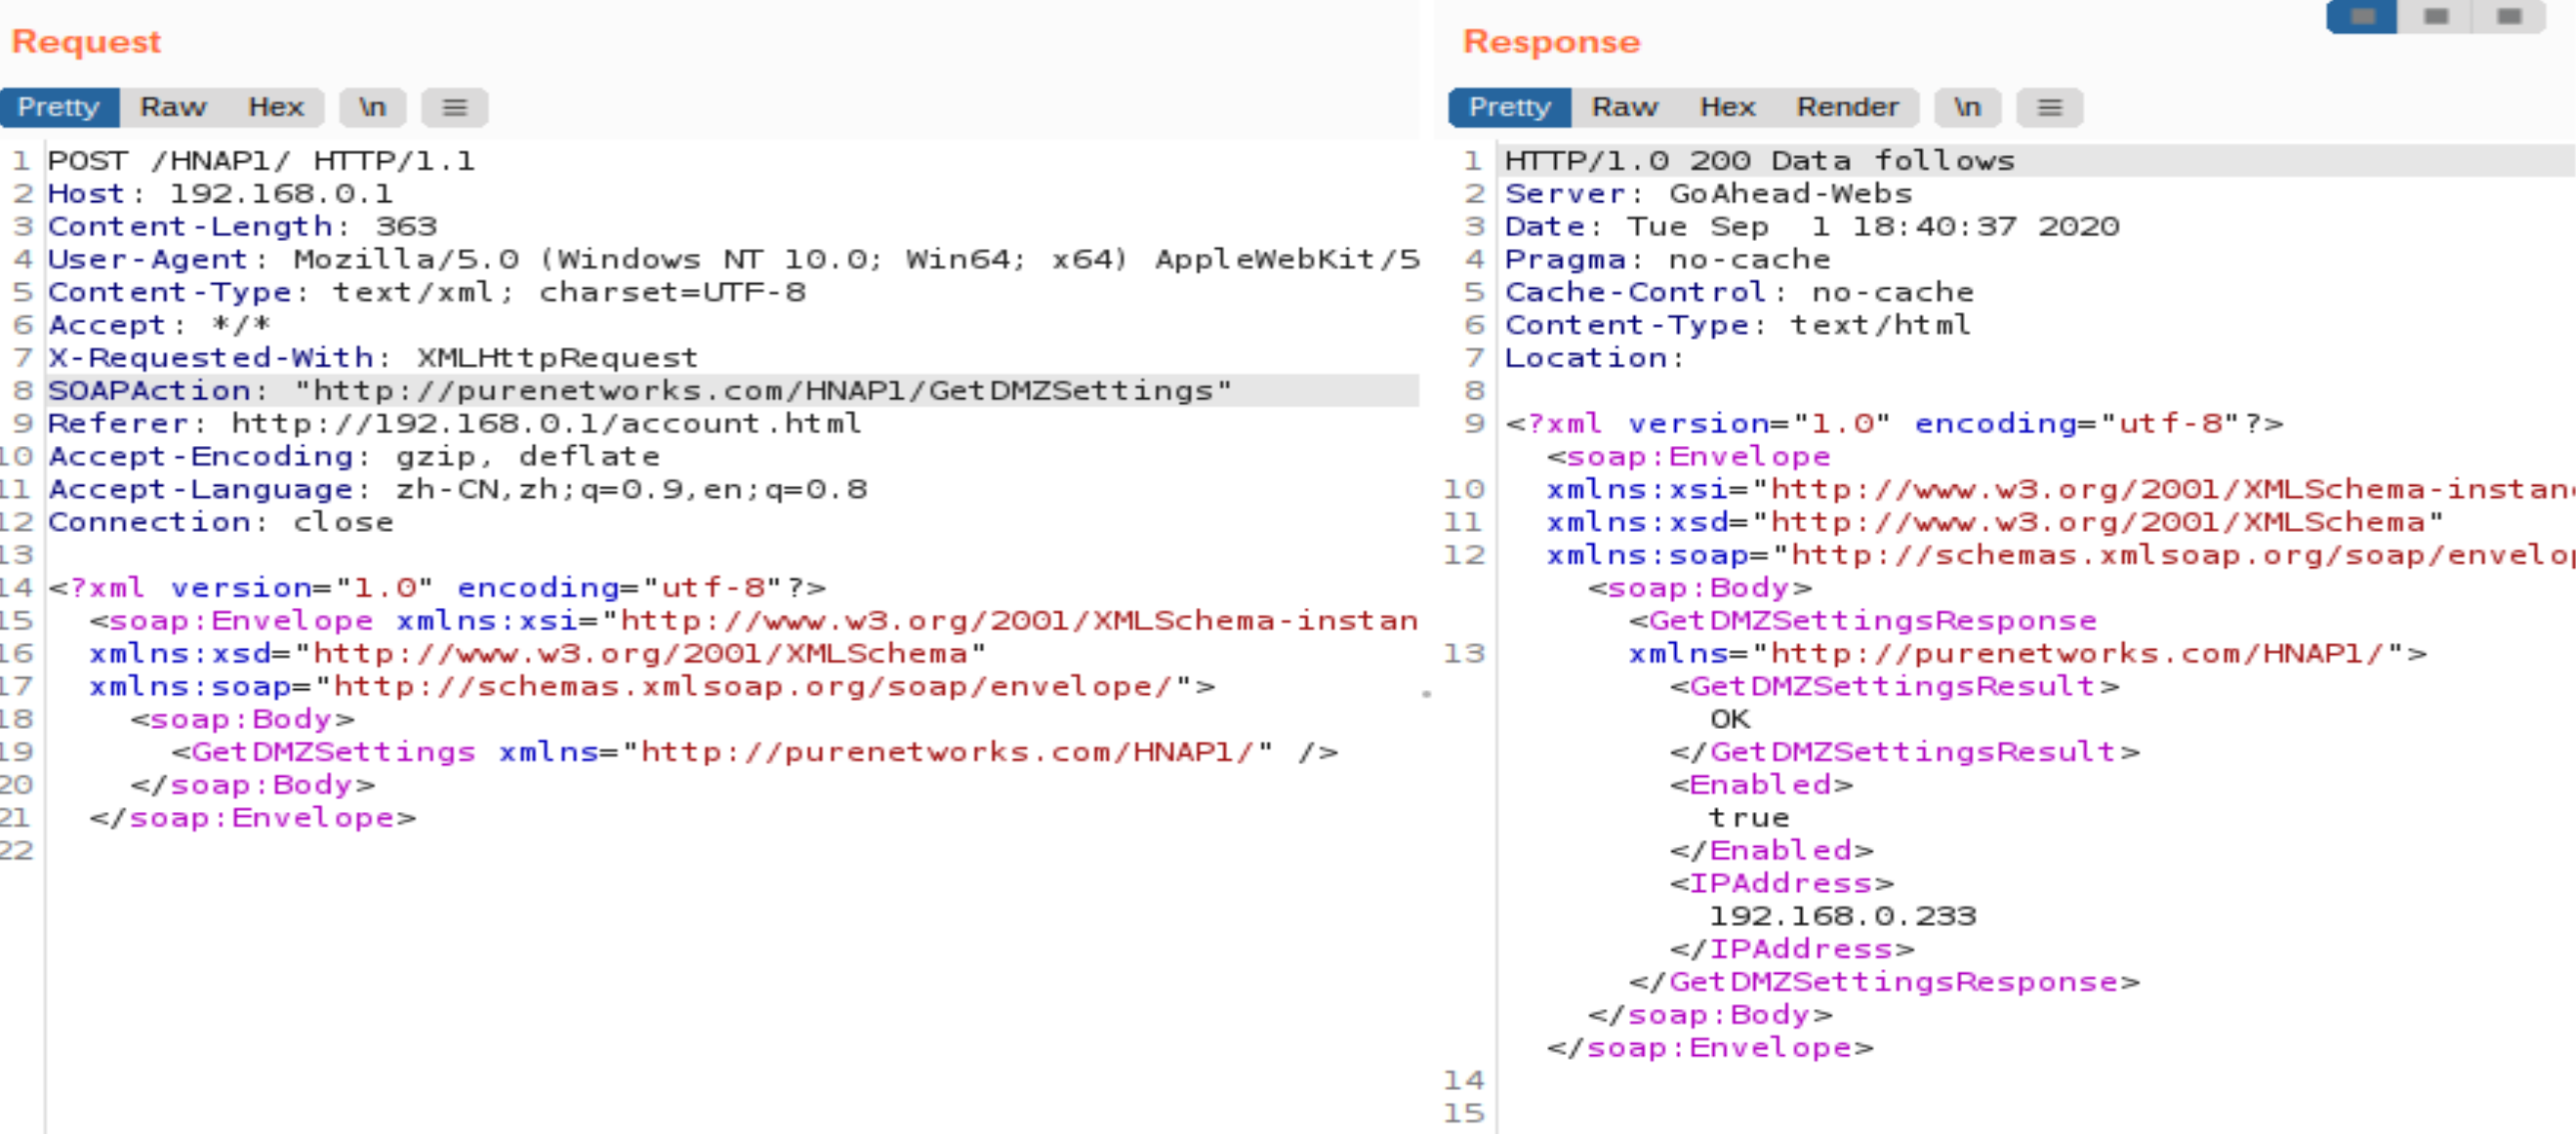 Request
Pretty Raw Hex \n ≡
1 POST /HNAP1/ HTTP/1.1
2 Host: 192.168.0.1
3 Content-Length: 363
4 User-Agent: Mozilla/5.0 (Windows NT 10.0; Win64; x64) AppleWebKit/5
5 Content-Type: text/xml; charset=UTF-8
6 Accept: */*
7 X-Requested-With: XMLHttpRequest
8 SOAPAction: "http://purenetworks.com/HNAP1/GetDMZSettings"
9 Referer: http://192.168.0.1/account.html
10 Accept-Encoding: gzip, deflate
11 Accept-Language: zh-CN,zh;q=0.9,en;q=0.8
12 Connection: close
13
14 <?xml version="1.0" encoding="utf-8"?>
15 <soap:Envelope xmlns:xsi="http://www.w3.org/2001/XMLSchema-instan
16 xmlns:xsd="http://www.w3.org/2001/XMLSchema"
17 xmlns:soap="http://schemas.xmlsoap.org/soap/envelope/">
18 <soap:Body>
19 <GetDMZSettings xmlns="http://purenetworks.com/HNAP1/" />
20 </soap:Body>
21 </soap:Envelope>
22
Response
Pretty Raw Hex Render \n ≡
1 HTTP/1.0 200 Data follows
2 Server: GoAhead-Webs
3 Date: Tue Sep  1 18:40:37 2020
4 Pragma: no-cache
5 Cache-Control: no-cache
6 Content-Type: text/html
7 Location:
8
9 <?xml version="1.0" encoding="utf-8"?>
<soap:Envelope
10 xmlns:xsi="http://www.w3.org/2001/XMLSchema-instan
11 xmlns:xsd="http://www.w3.org/2001/XMLSchema"
12 xmlns:soap="http://schemas.xmlsoap.org/soap/envelop
<soap:Body>
<GetDMZSettingsResponse
13 xmlns="http://purenetworks.com/HNAP1/">
<GetDMZSettingsResult>
OK
</GetDMZSettingsResult>
<Enabled>
true
</Enabled>
<IPAddress>
192.168.0.233
</IPAddress>
</GetDMZSettingsResponse>
</soap:Body>
</soap:Envelope>
14
15